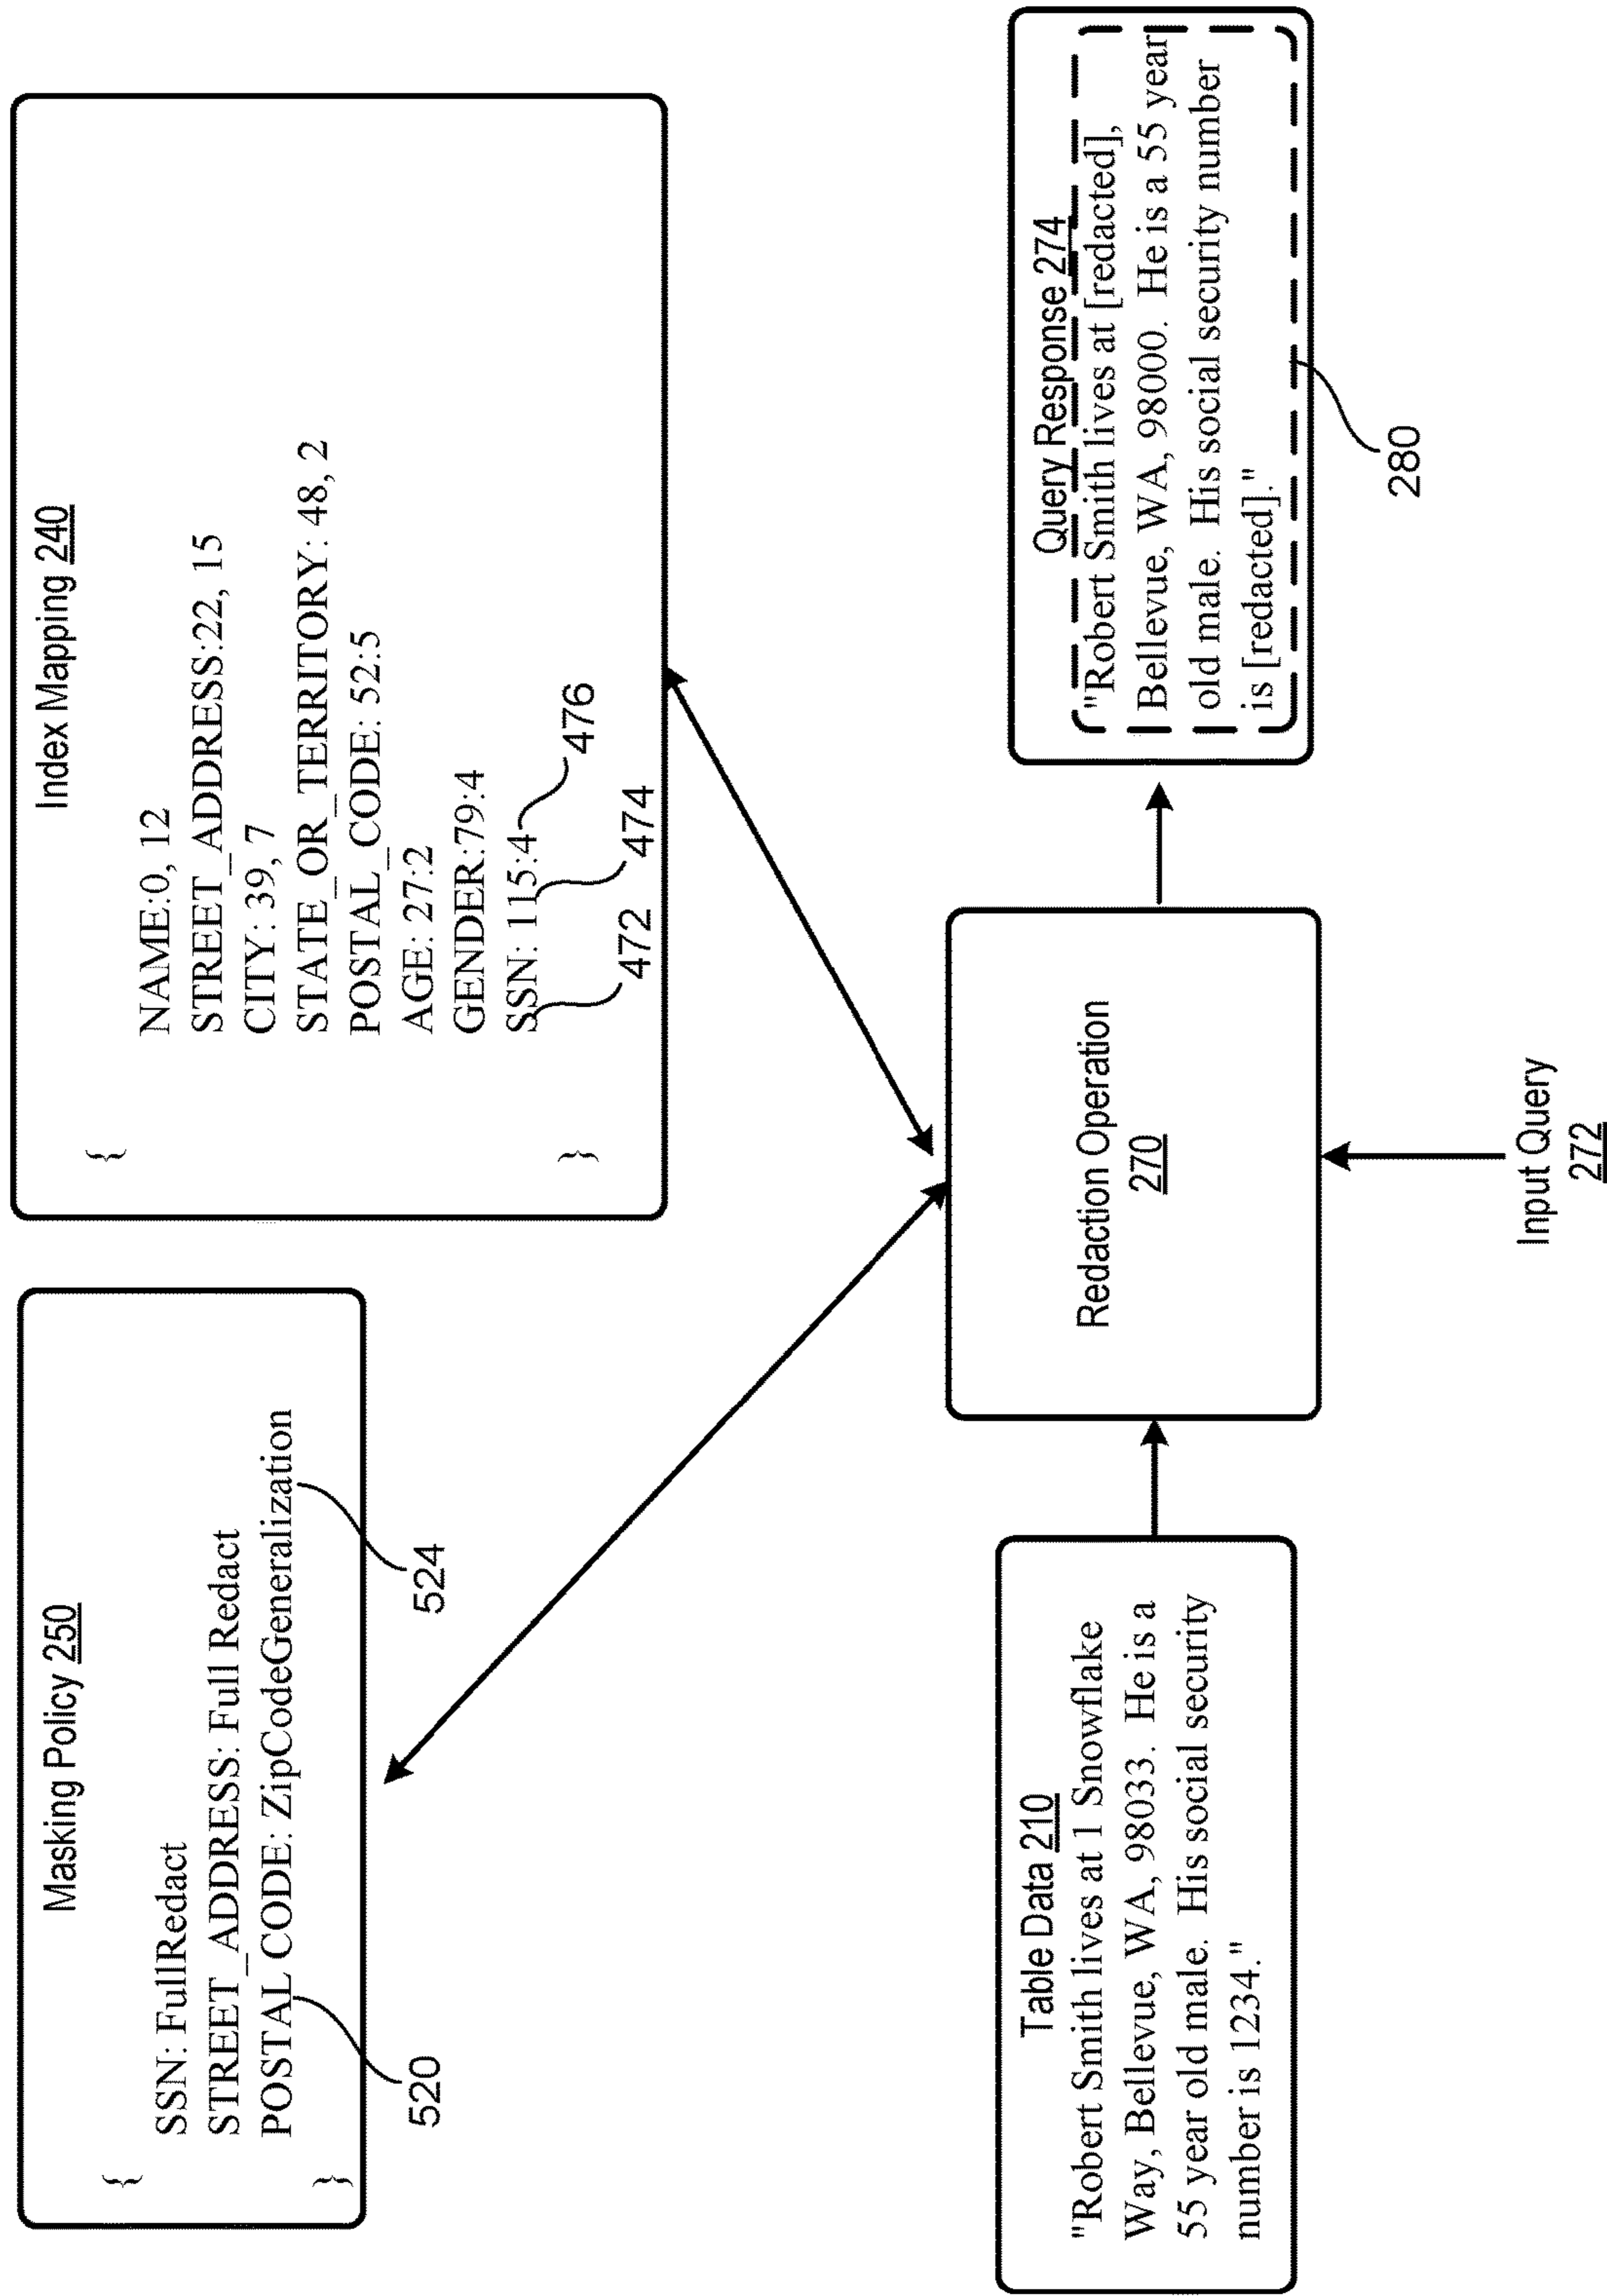 Masking Policy 250
{
SSN: FullRedact
STREET_ADDRESS: Full Redact
POSTAL_CODE: ZipCodeGeneralization
}
520
524
Index Mapping 240
{
NAME:0, 12
STREET_ADDRESS:22, 15
CITY: 39, 7
STATE_OR_TERRITORY: 48, 2
POSTAL_CODE: 52:5
AGE: 27:2
GENDER:79:4
SSN: 115:4
}
472
474
476
Table Data 210
"Robert Smith lives at 1 Snowflake
Way, Bellevue, WA, 98033. He is a
55 year old male. His social security
number is 1234."
Redaction Operation
270
Input Query
272
Query Response 274
"Robert Smith lives at [redacted],
Bellevue, WA, 98000. He is a 55 year
old male. His social security number
is [redacted]."
280